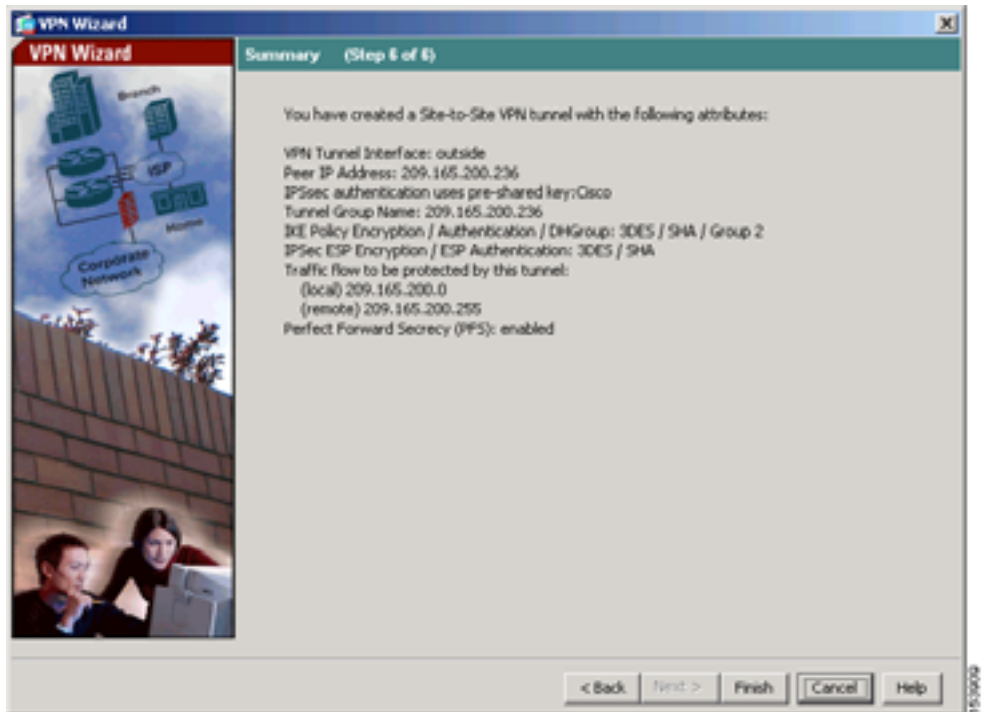 VPN Wizard
VPN Wizard
Summary (Step 6 of 6)
Branch
ISP
Home
Corporate
Network
You have created a Site-to-Site VPN tunnel with the following attributes:
VPN Tunnel Interface: outside
Peer IP Address: 209.165.200.236
IPSsec authentication uses pre-shared key:Cisco
Tunnel Group Name: 209.165.200.236
IKE Policy Encryption / Authentication / DHGroup: 3DES / SHA / Group 2
IPSec ESP Encryption / ESP Authentication: 3DES / SHA
Traffic flow to be protected by this tunnel:
(local) 209.165.200.0
(remote) 209.165.200.255
Perfect Forward Secrecy (PFS): enabled
< Back Next > Finish Cancel Help
153909